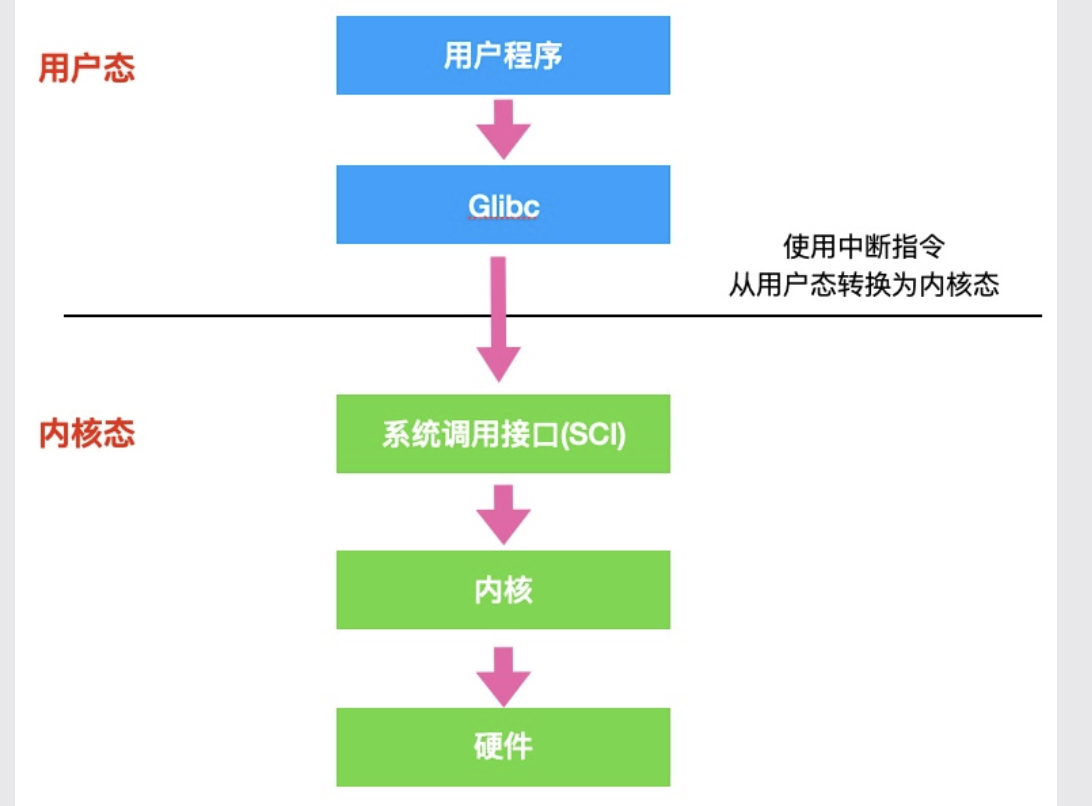 用户态
用户程序
Glibc
使用中断指令
从用户态转换为内核态
内核态
系统调用接口(SCI)
内核
硬件